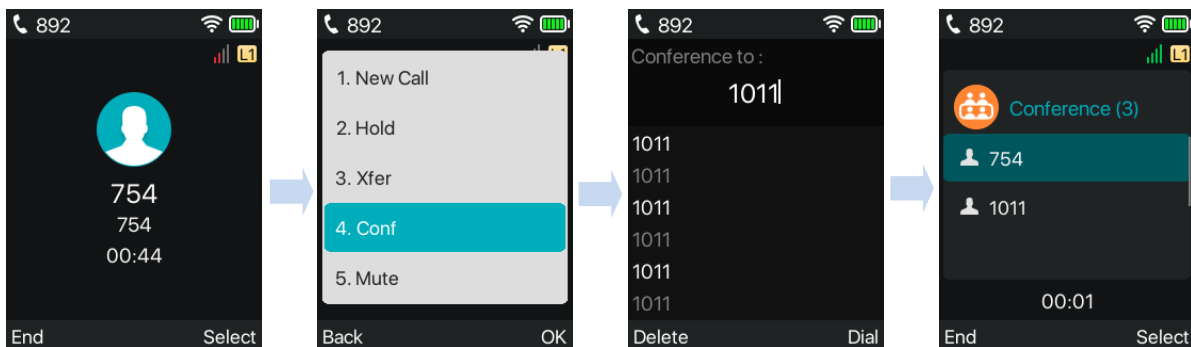 892
L1
754
754
00:44
End Select
892
1. New Call
2. Hold
3. Xfer
4. Conf
5. Mute
Back OK
892
Conference to :
1011
1011
1011
1011
1011
1011
1011
Delete Dial
892
L1
Conference (3)
754
1011
00:01
End Select